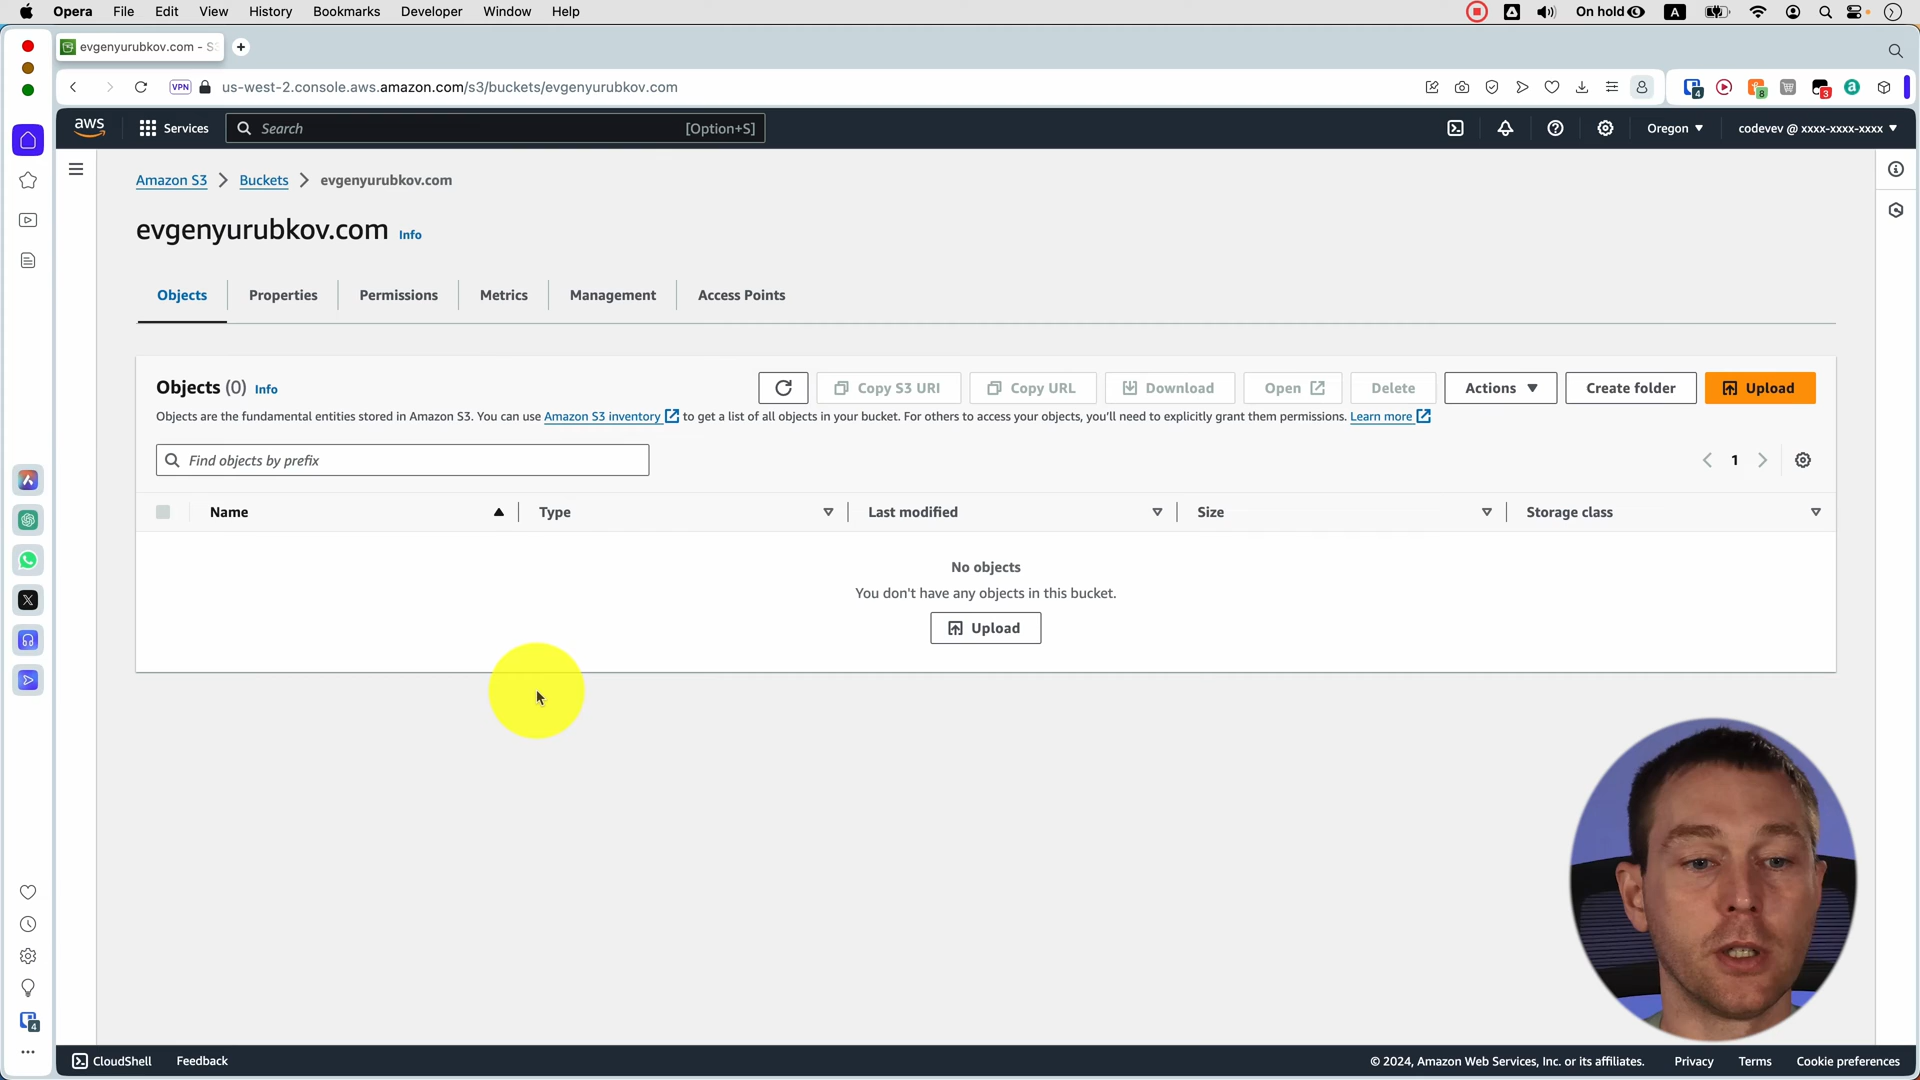 Opera File Edit View History Bookmarks Developer Window Help On hold A
evgenyurubkov.com - S
VPN us-west-2.console.aws.amazon.com/s3/buckets/evgenyurubkov.com 4 8 3 a
aws Services Search [Option+S] Oregon codevev @ xxxx-xxxx-xxxx
Amazon S3 Buckets evgenyurubkov.com
evgenyurubkov.com Info
Objects Properties Permissions Metrics Management Access Points
Objects (0) Info Copy S3 URI Copy URL Download Open Delete Actions Create folder Upload
Objects are the fundamental entities stored in Amazon S3. You can use Amazon S3 inventory to get a list of all objects in your bucket. For others to access your objects, you'll need to explicitly grant them permissions. Learn more
Find objects by prefix 1
Name Type Last modified Size Storage class
No objects
You don't have any objects in this bucket.
Upload
4
CloudShell Feedback © 2024, Amazon Web Services, Inc. or its affiliates. Privacy Terms Cookie preferences